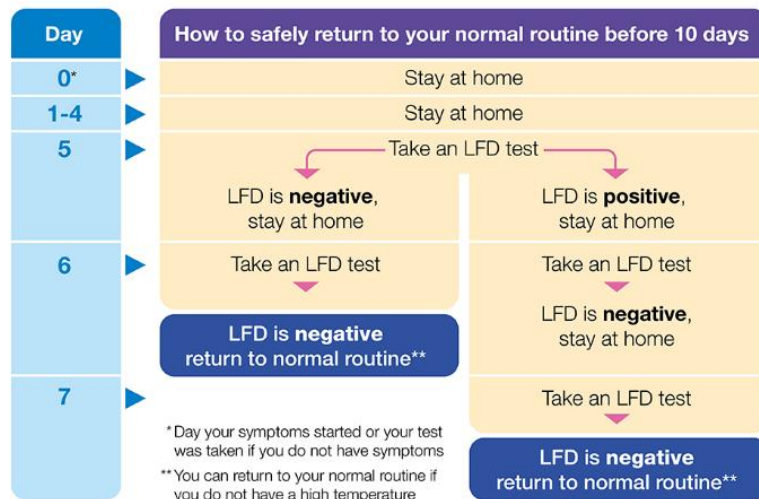 Day
How to safely return to your normal routine before 10 days
0*
Stay at home
1-4
Stay at home
5
Take an LFD test
LFD is negative,
stay at home
LFD is positive,
stay at home
6
Take an LFD test
LFD is negative
return to normal routine**
Take an LFD test
LFD is negative,
stay at home
7
Take an LFD test
LFD is negative
return to normal routine**
* Day your symptoms started or your test
was taken if you do not have symptoms
** You can return to your normal routine if
you do not have a high temperature